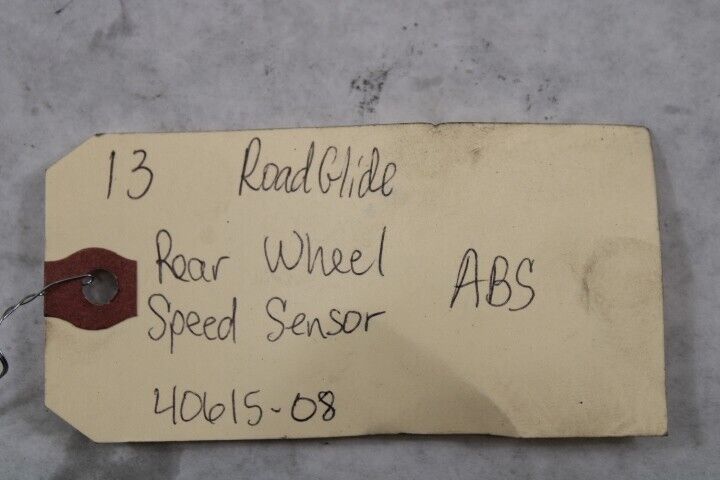 13 RoadGlide
Rear Wheel
Speed Sensor ABS
40615-08